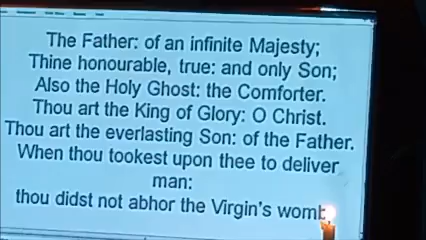 The Father: of an infinite Majesty;
Thine honourable, true: and only Son;
Also the Holy Ghost: the Comforter.
Thou art the King of Glory: O Christ.
Thou art the everlasting Son: of the Father.
When thou tookest upon thee to deliver
man:
thou didst not abhor the Virgin's womb